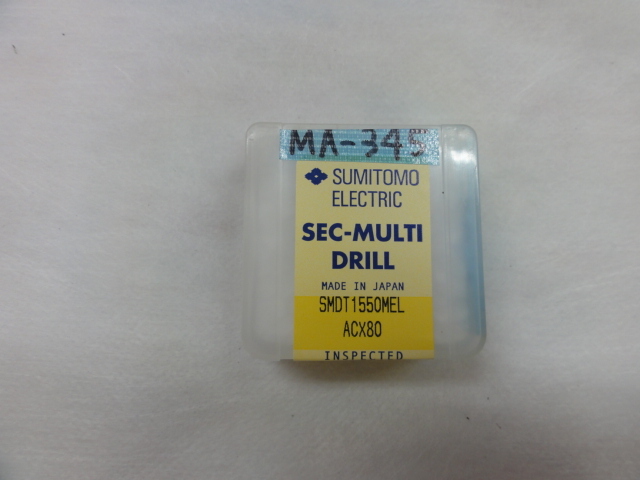 MA-345
SUMITOMO
ELECTRIC
SEC-MULTI
DRILL
MADE IN JAPAN
SMDT1550MEL
ACX80
INSPECTED